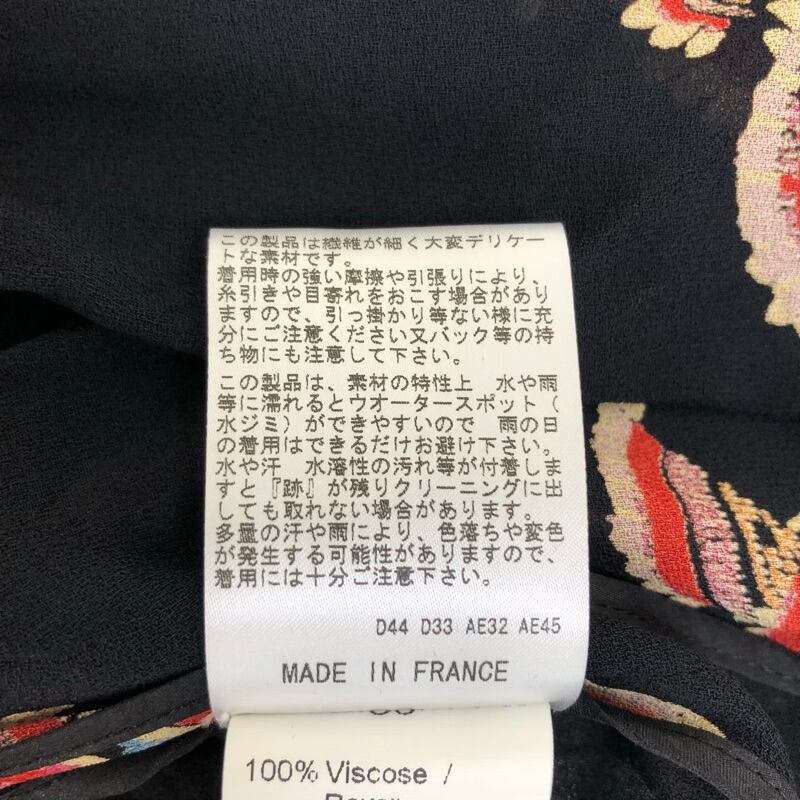 この製品は繊維が細く大変デリケー
トな素材です。
着用時の強い摩擦や引張りにより、
糸引きや目寄れをおこす場合があり
ますので、引っ掛かり等ない様に充
分にご注意ください又バック等の持
ち物にも注意して下さい。
この製品は、素材の特性上　水や雨
等に濡れるとウオータースポット（
水ジミ）ができやすいので　雨の日
の着用はできるだけお避け下さい。
水や汗　水溶性の汚れ等が付着しま
すと『跡』が残りクリーニングに出
しても取れない場合があります。
多量の汗や雨により、色落ちや変色
が発生する可能性がありますので、
着用には十分ご注意下さい。
D44 D33 AE32 AE45
MADE IN FRANCE
100% Viscose /